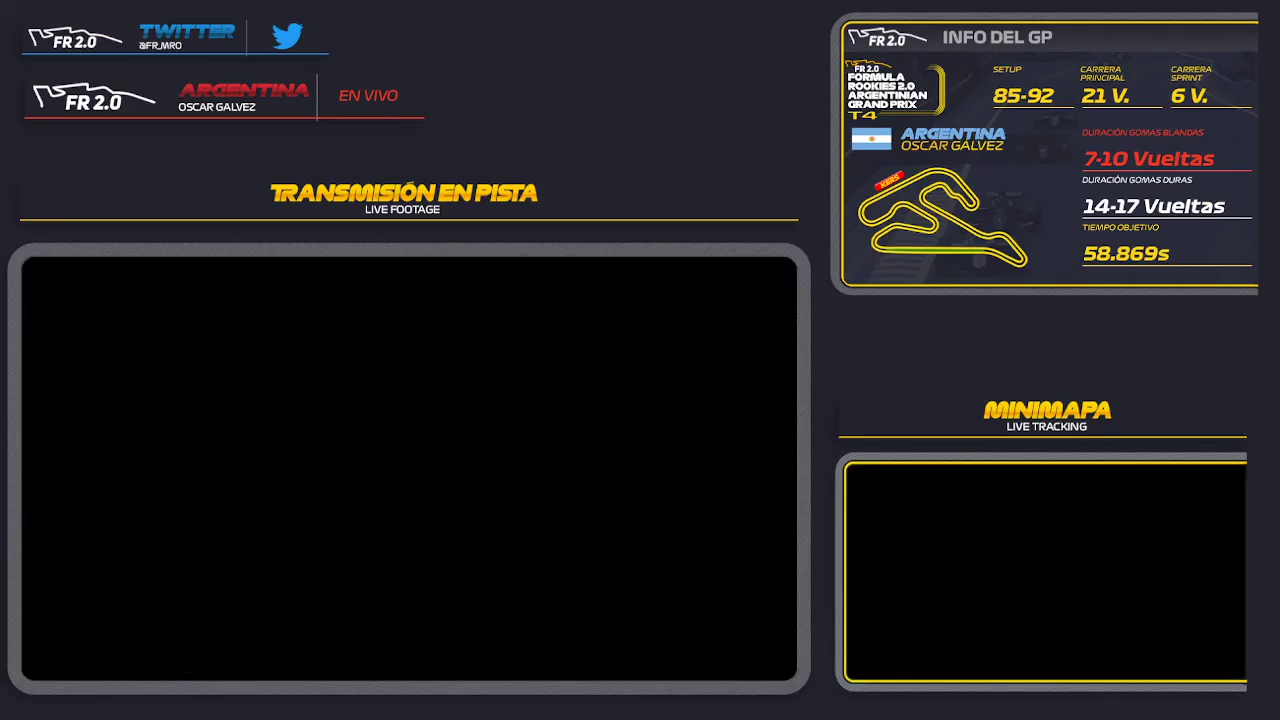 FR 2.0
TWITTER
@FR_MRO
FR 2.0
ARGENTINA
OSCAR GALVEZ
EN VIVO
TRANSMISIÓN EN PISTA
LIVE FOOTAGE
FR 2.0
INFO DEL GP
FR 2.0
FORMULA
ROOKIES 2.0
ARGENTINIAN
GRAND PRIX
T4
SETUP
85-92
CARRERA
PRINCIPAL
21 V.
CARRERA
SPRINT
6 V.
ARGENTINA
OSCAR GALVEZ
KERS
DURACIÓN GOMAS BLANDAS
7-10 Vueltas
DURACIÓN GOMAS DURAS
14-17 Vueltas
TIEMPO OBJETIVO
58.869s
MINIMAPA
LIVE TRACKING